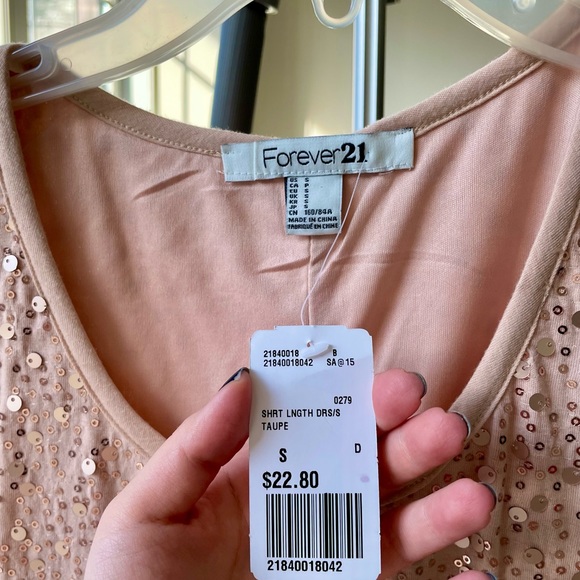 Forever21.
US S
CA P
EU S
UK S
KR S
JP S
CN 160/84A
MADE IN CHINA
FABRIQUÉ EN CHINE
21840018 8
21840018042 SA@15
0279
SHRT LNGTH DRS/S
TAUPE
S D
$22.80
21840018042